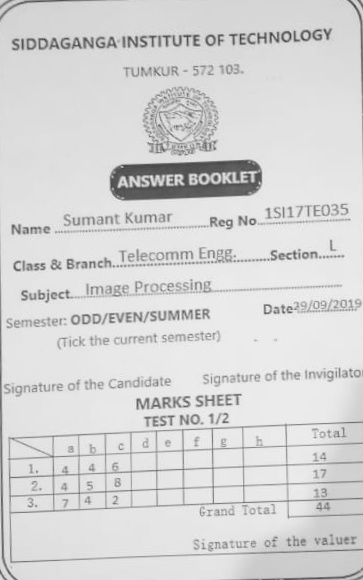 SIDDAGANGA INSTITUTE OF TECHNOLOGY
TUMKUR - 572 103.
ANSWER BOOKLET
Name Sumant Kumar Reg No 1SI17TE035
Class & Branch Telecomm Engg. Section L
Subject Image Processing
Semester: ODD/EVEN/SUMMER Date 29/09/2019
(Tick the current semester)
Signature of the Candidate Signature of the Invigilator
MARKS SHEET
TEST NO. 1/2
a b c d e f g h Total
1. 4 4 6 14
2. 4 5 8 17
3. 7 4 2 13
Grand Total 44
Signature of the valuer